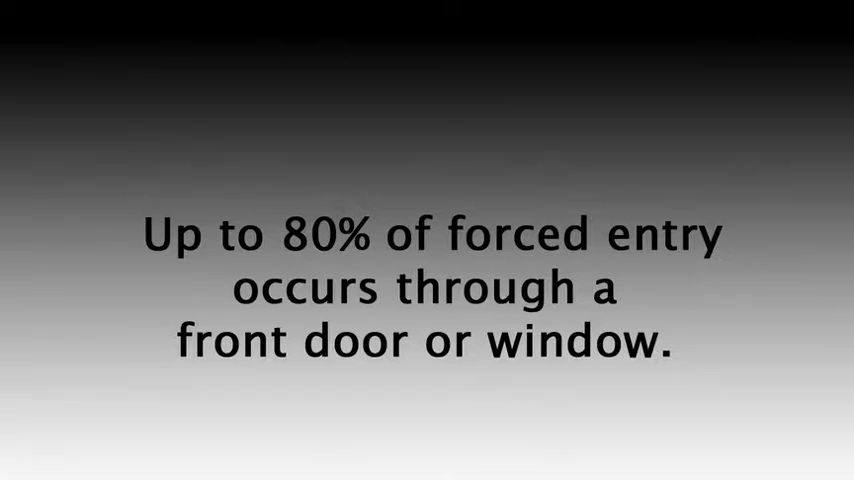 Up to 80% of forced entry
occurs through a
front door or window.